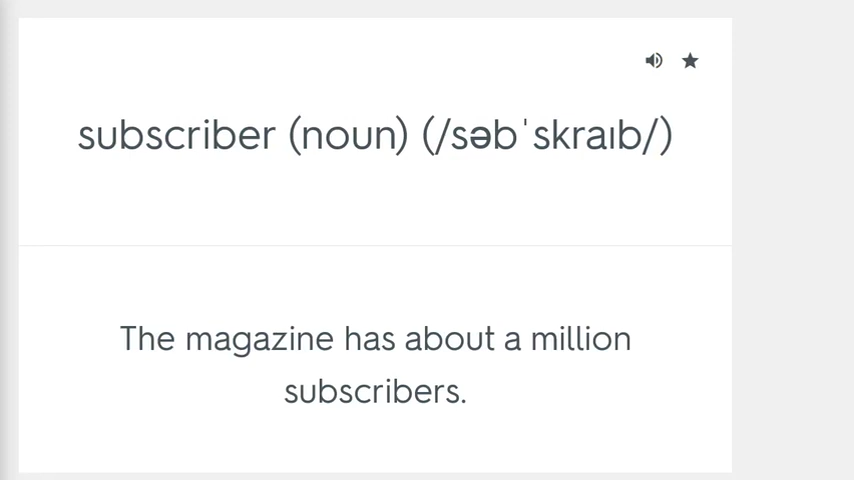 subscriber (noun) (/səbˈskraɪb/)
The magazine has about a million
subscribers.